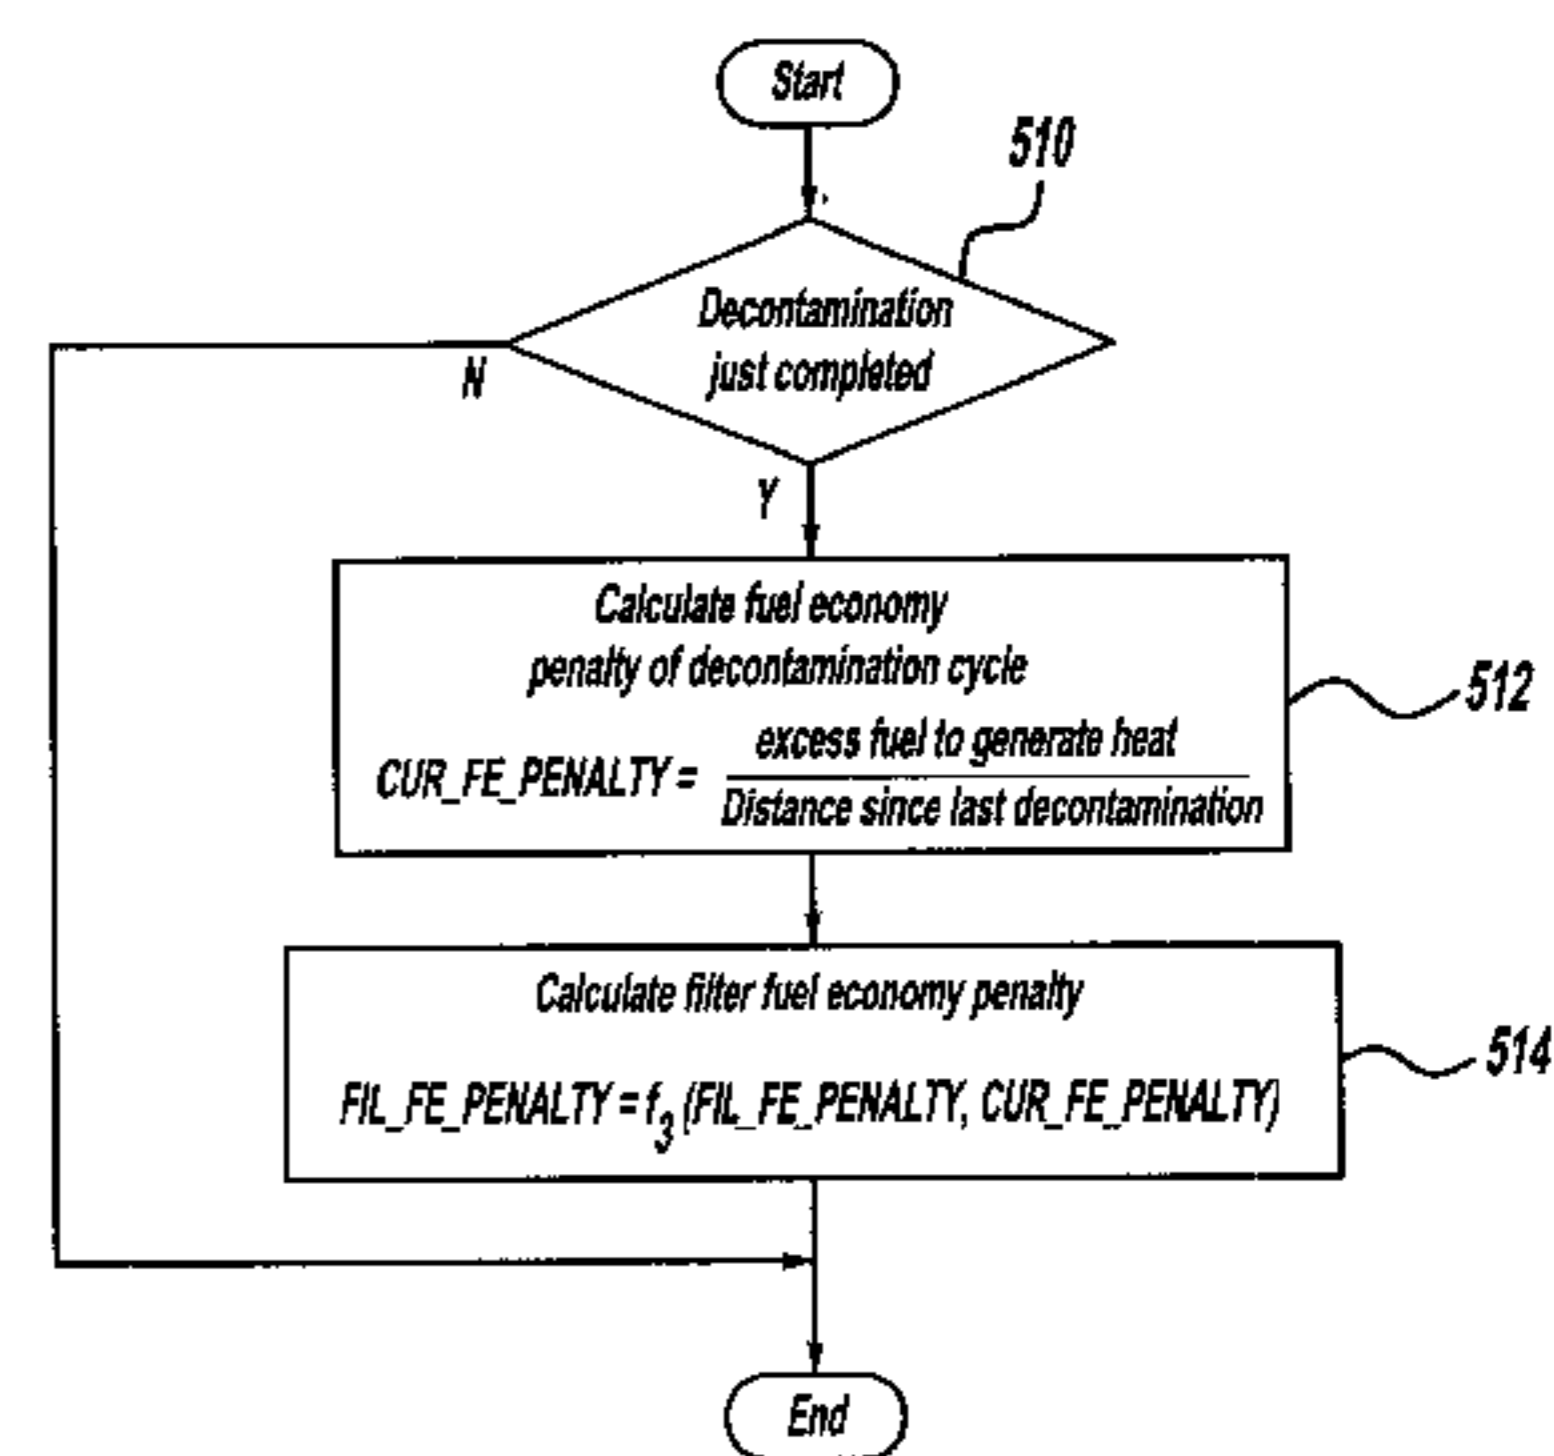 Start
510
Decontamination
just completed
N
Y
Calculate fuel economy
penalty of decontamination cycle
CUR_FE_PENALTY = excess fuel to generate heat
Distance since last decontamination
512
Calculate filter fuel economy penalty
FIL_FE_PENALTY = f3 (FIL_FE_PENALTY, CUR_FE_PENALTY)
514
End